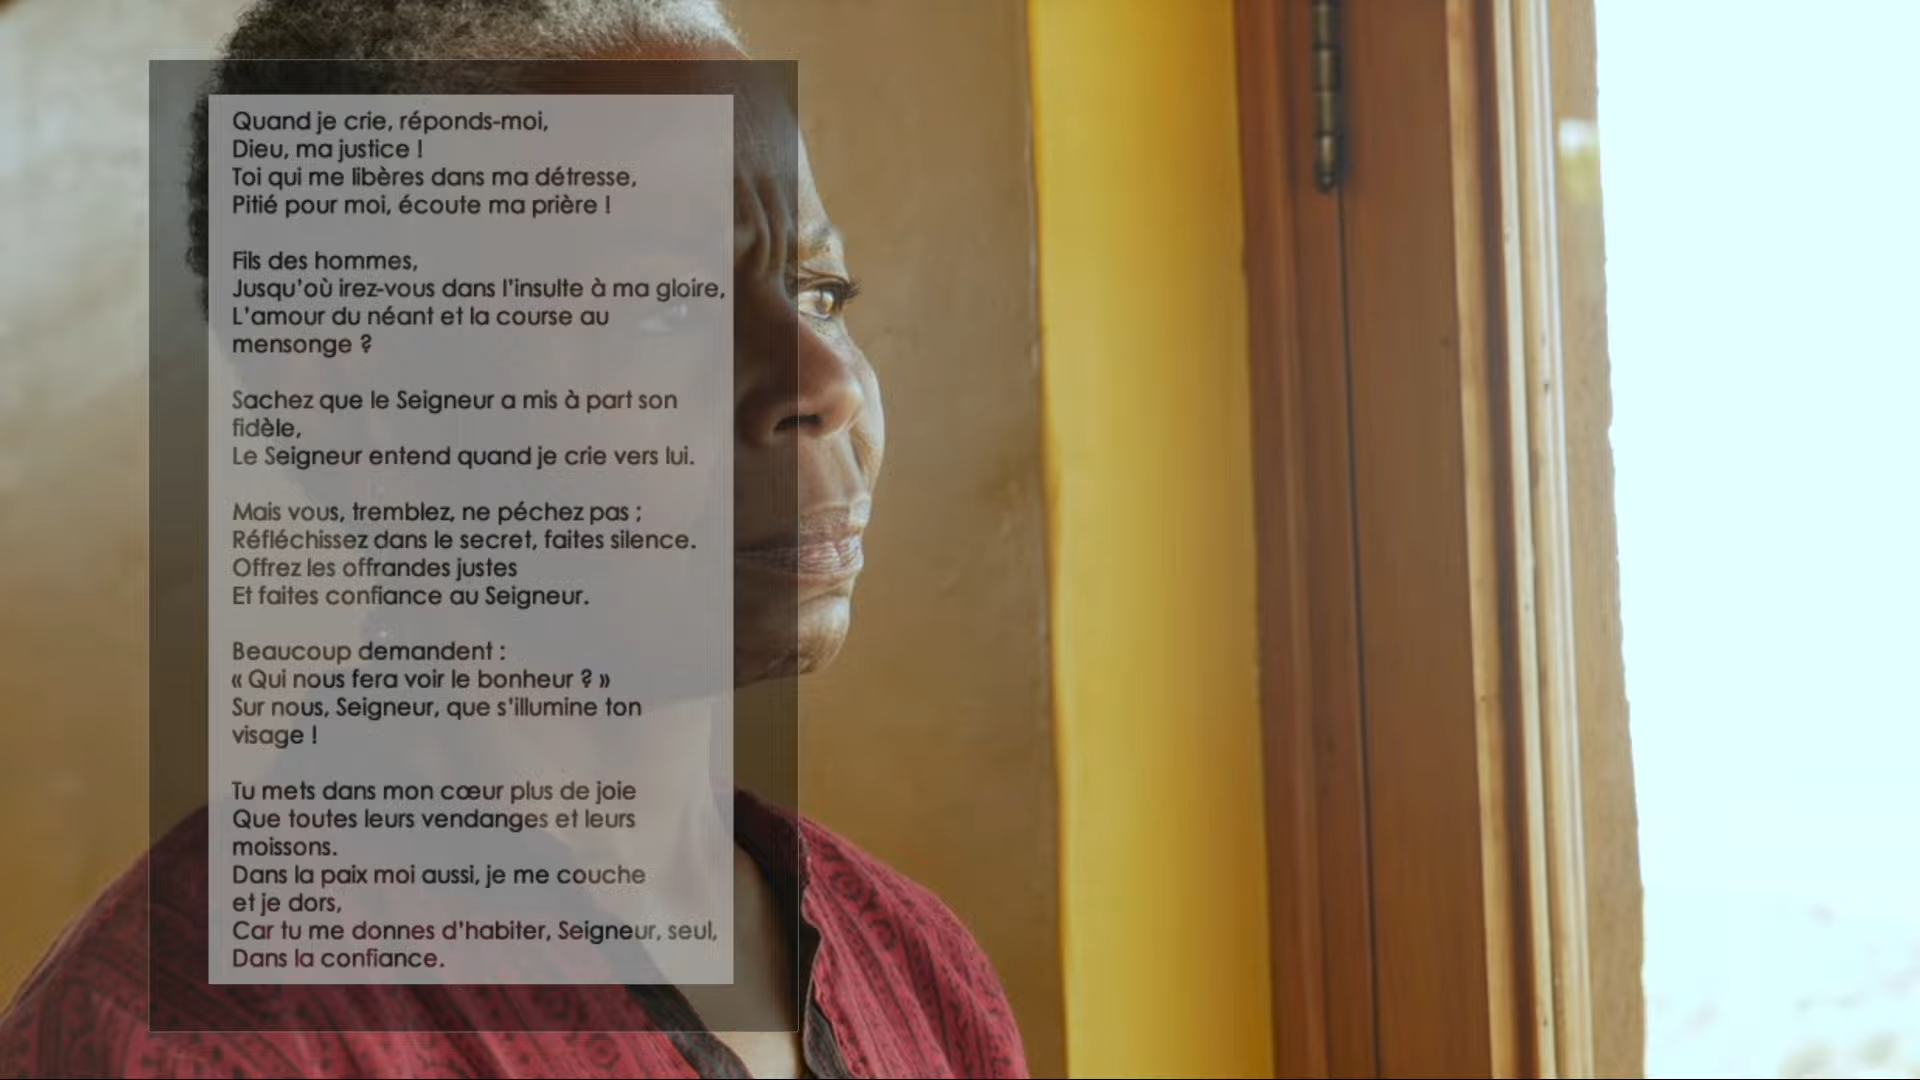 Quand je crie, réponds-moi,
Dieu, ma justice !
Toi qui me libères dans ma détresse,
Pitié pour moi, écoute ma prière !
Fils des hommes,
Jusqu’où irez-vous dans l’insulte à ma gloire,
L’amour du néant et la course au
mensonge ?
Sachez que le Seigneur a mis à part son
fidèle,
Le Seigneur entend quand je crie vers lui.
Mais vous, tremblez, ne péchez pas ;
Réfléchissez dans le secret, faites silence.
Offrez les offrandes justes
Et faites confiance au Seigneur.
Beaucoup demandent :
« Qui nous fera voir le bonheur ? »
Sur nous, Seigneur, que s’illumine ton
visage !
Tu mets dans mon cœur plus de joie
Que toutes leurs vendanges et leurs
moissons.
Dans la paix moi aussi, je me couche
et je dors,
Car tu me donnes d’habiter, Seigneur, seul,
Dans la confiance.